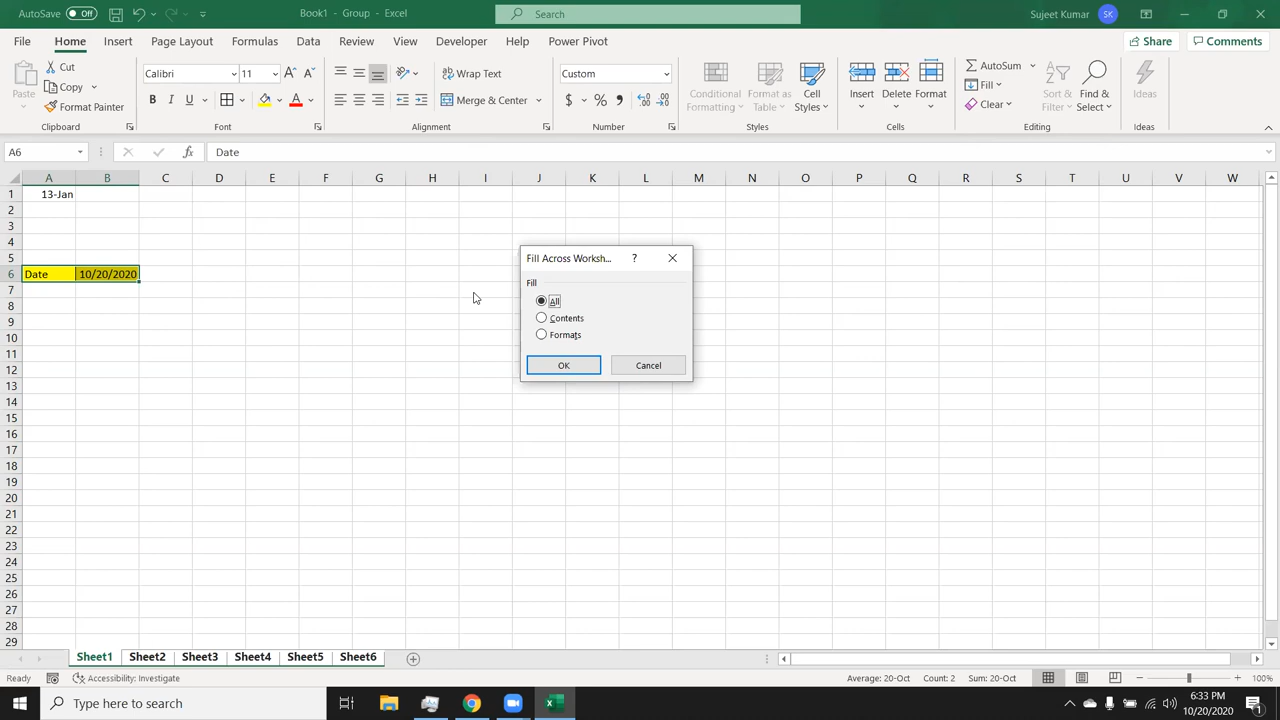 AutoSave Off Book1 - Group - Excel Search Sujeet Kumar SK
File Home Insert Page Layout Formulas Data Review View Developer Help Power Pivot Share Comments
Paste
Cut
Copy
Format Painter
Clipboard
Calibri 11
B I U
Font
Wrap Text
Merge & Center
Alignment
Custom
$ % ,
Number
Conditional
Formatting
Format as
Table
Cell
Styles
Styles
Insert Delete Format
Cells
AutoSum
Fill
Clear
Sort &
Filter
Find &
Select
Editing
Ideas
Ideas
A6 fx Date
A B C D E F G H I J K L M N O P Q R S T U V W
1 13-Jan
2
3
4
5
6 Date 10/20/2020
7
8
9
10
11
12
13
14
15
16
17
18
19
20
21
22
23
24
25
26
27
28
29
Fill Across Worksh... ?
Fill
All
Contents
Formats
OK Cancel
Sheet1 Sheet2 Sheet3 Sheet4 Sheet5 Sheet6
Ready Accessibility: Investigate Average: 20-Oct Count: 2 Sum: 20-Oct 100%
Type here to search
6:33 PM
10/20/2020